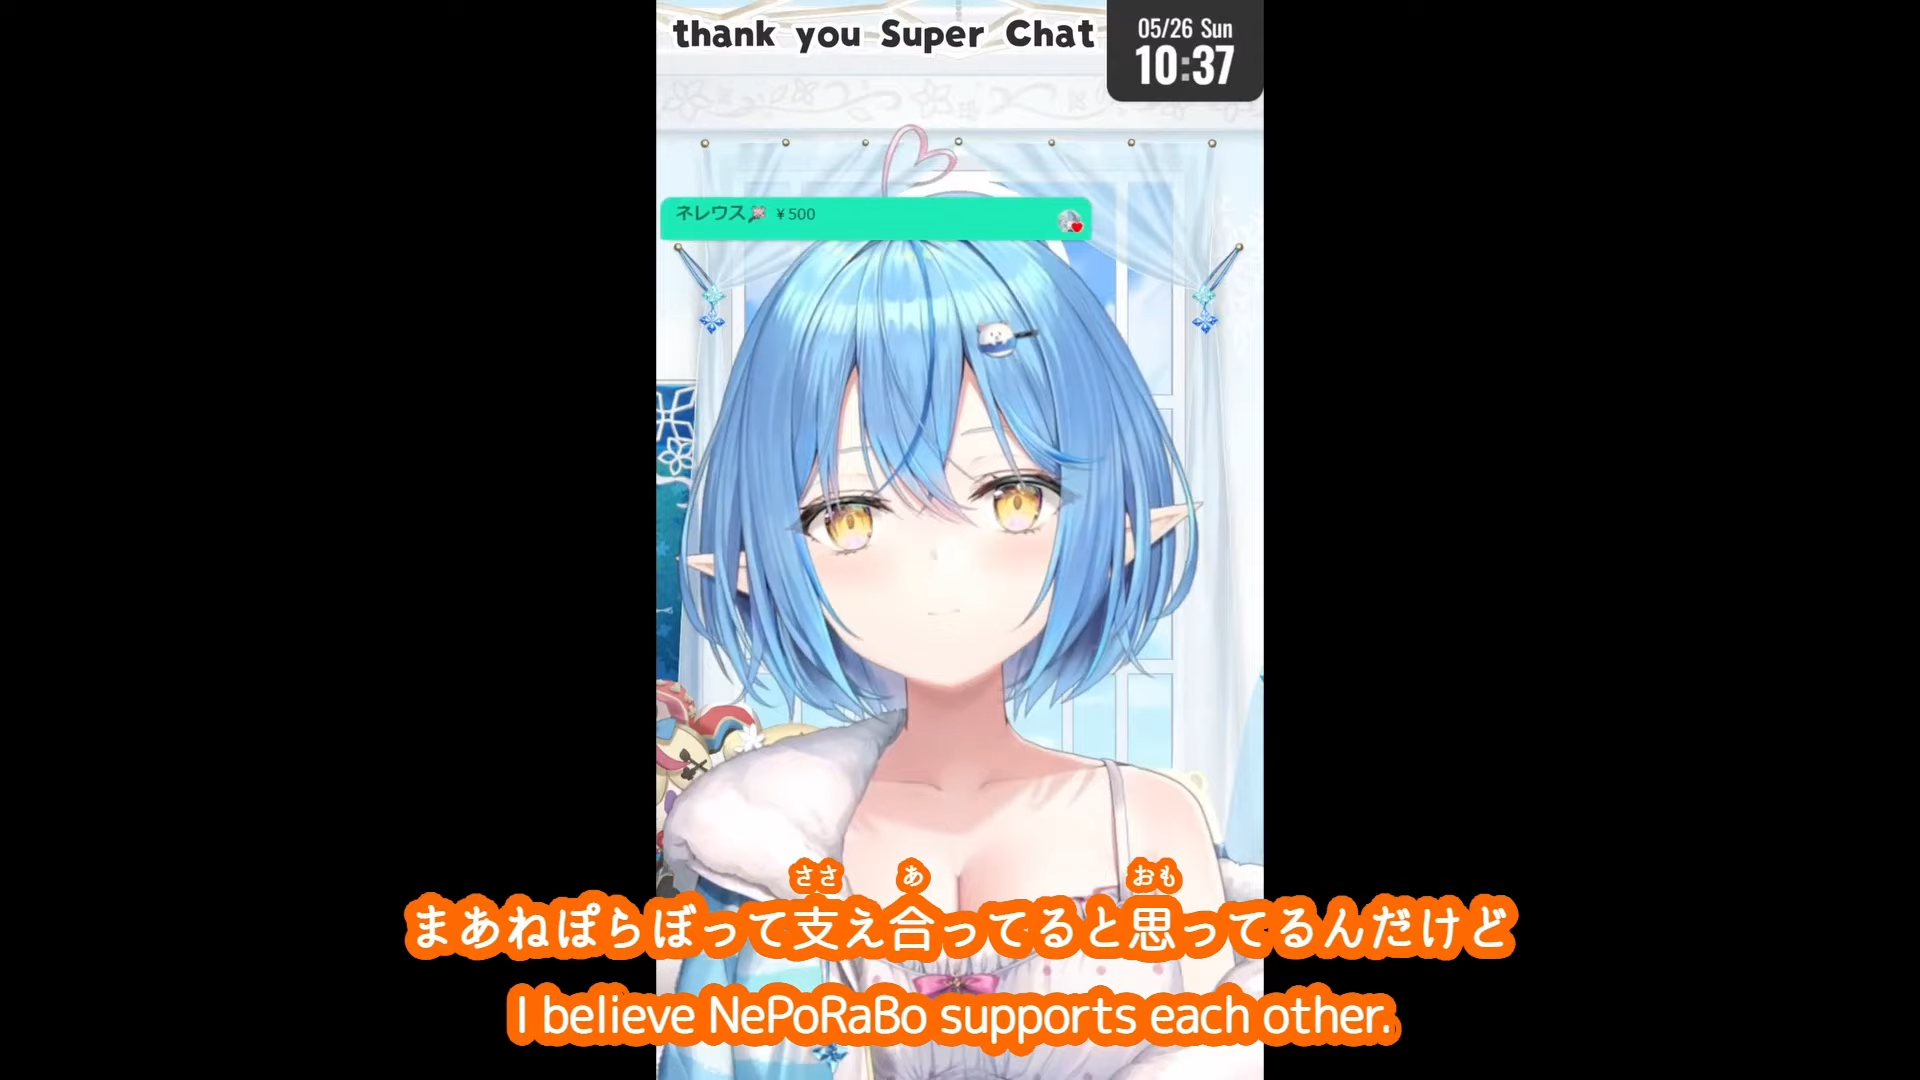 thank you Super Chat
05/26 Sun
10:37
ネレウス ¥500
ささ あ おも
まあねぽらぼって支え合ってると思ってるんだけど
I believe NePoRaBo supports each other.